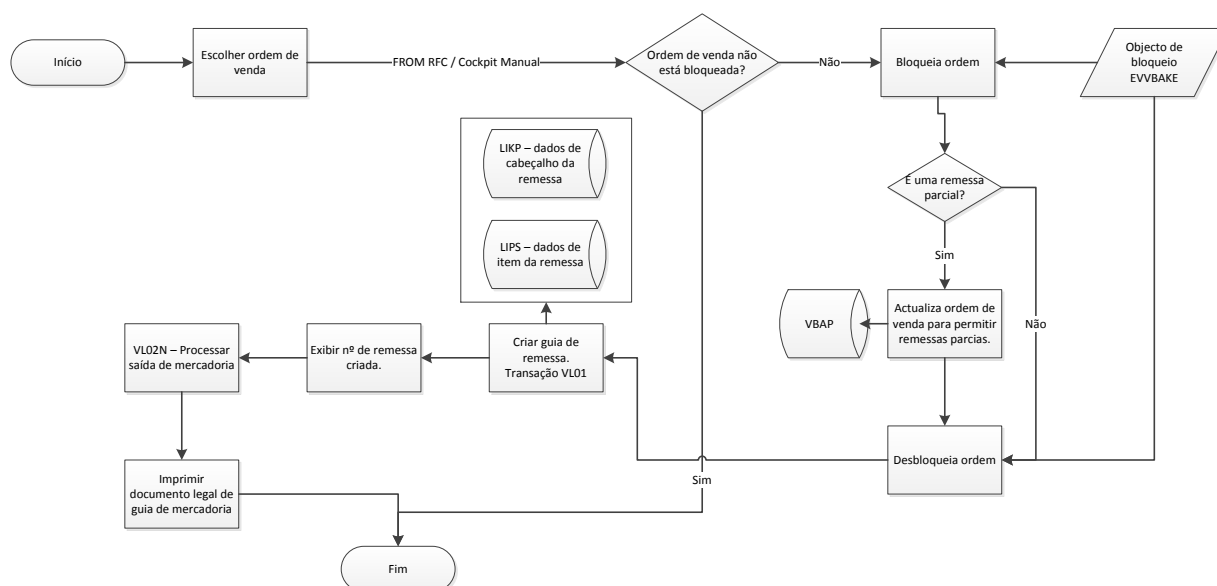 Início
Escolher ordem de
venda
FROM RFC / Cockpit Manual
Ordem de venda não
está bloqueada?
Não
Bloqueia ordem
Objecto de
bloqueio
EVVBAKE
LIKP – dados de
cabeçalho da
remessa
LIPS – dados de
item da remessa
É uma remessa
parcial?
Sim
Não
Actualiza ordem de
venda para permitir
remessas parcias.
VBAP
Desbloqueia ordem
Criar guia de
remessa.
Transação VL01
Exibir nº de remessa
criada.
VL02N – Processar
saída de mercadoria
Imprimir
documento legal de
guia de mercadoria
Sim
Fim